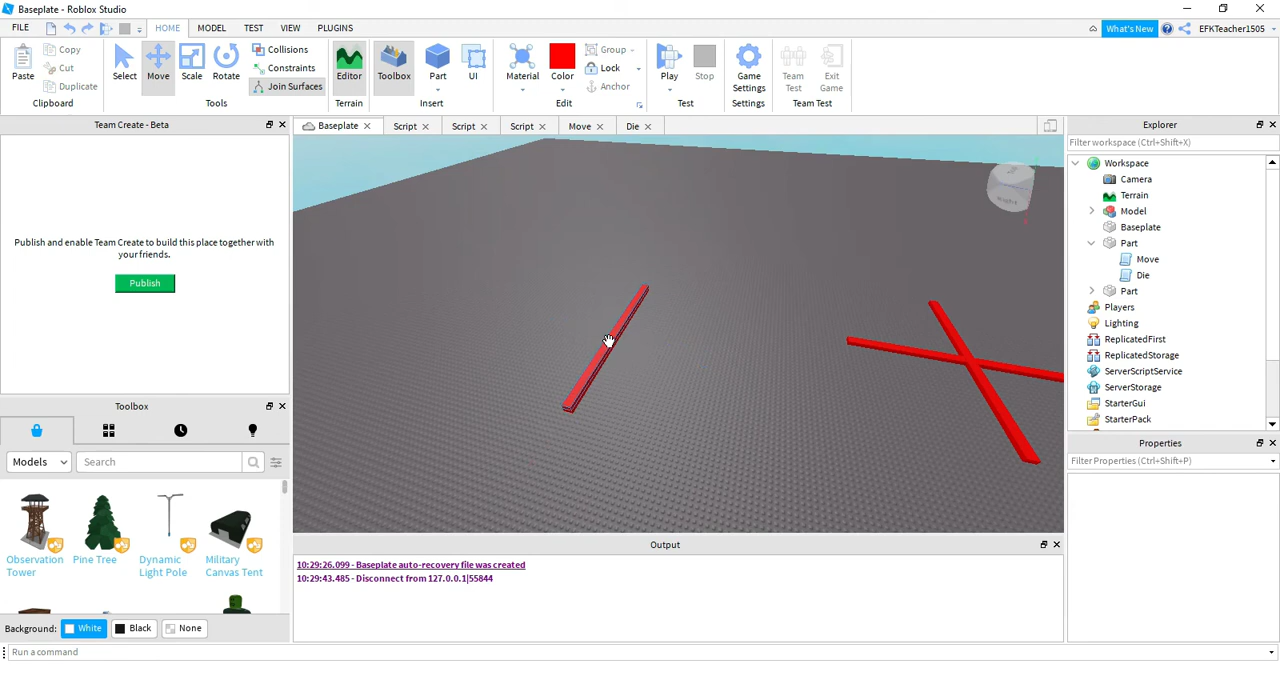 Baseplate - Roblox Studio
FILE HOME MODEL TEST VIEW PLUGINS What's New EFKTeacher1505
Paste Copy Cut Duplicate
Clipboard
Select Move Scale Rotate Collisions Constraints Join Surfaces
Tools
Editor
Terrain
Toolbox Part UI
Insert
Material Color Group Lock Anchor
Edit
Play Stop
Test
Game Settings
Settings
Team Test Exit Game
Team Test
Team Create - Beta
Publish and enable Team Create to build this place together with
your friends.
Publish
Toolbox
Models Search
Observation Tower
Pine Tree
Dynamic Light Pole
Military Canvas Tent
Background: White Black None
Run a command
Baseplate Script Script Script Move Die
Right
Output
10:29:26.099 - Baseplate auto-recovery file was created
10:29:43.485 - Disconnect from 127.0.0.1|55844
Explorer
Filter workspace (Ctrl+Shift+X)
Workspace
Camera
Terrain
Model
Baseplate
Part
Move
Die
Part
Players
Lighting
ReplicatedFirst
ReplicatedStorage
ServerScriptService
ServerStorage
StarterGui
StarterPack
Properties
Filter Properties (Ctrl+Shift+P)